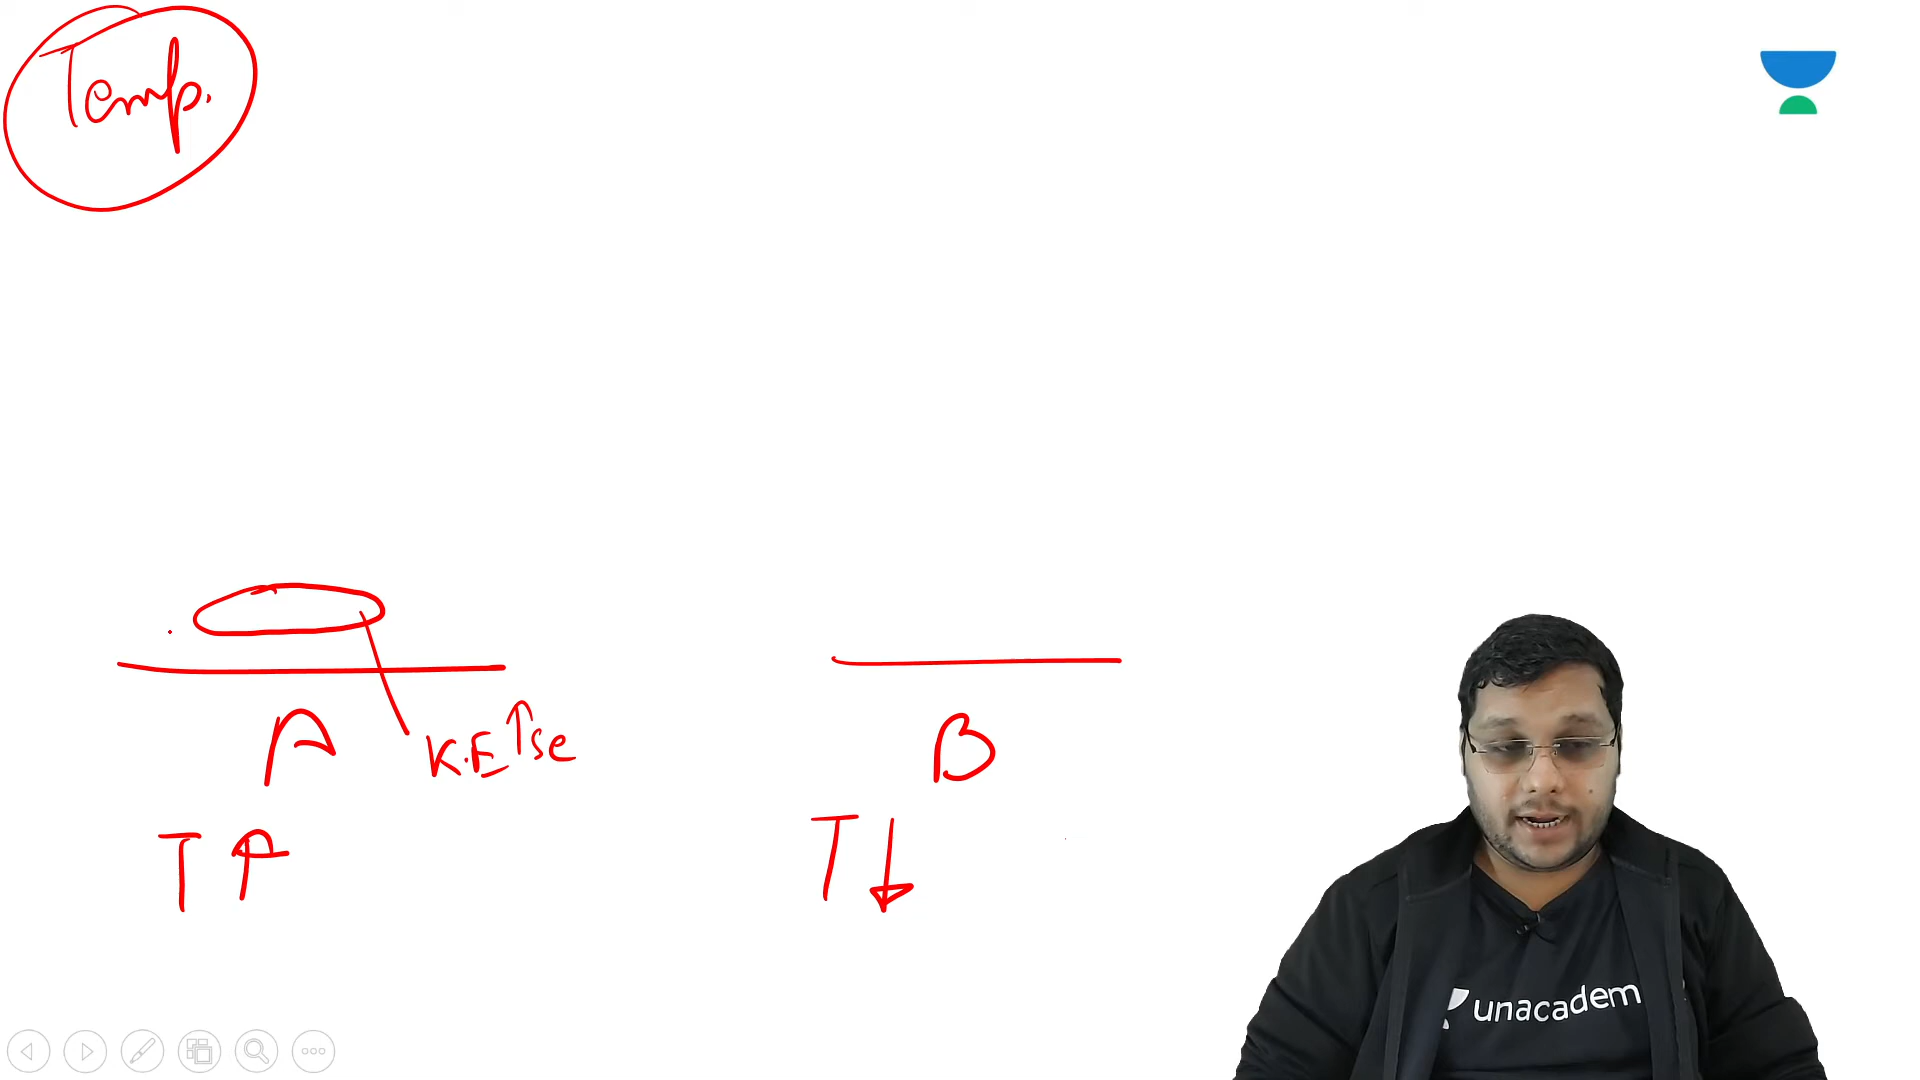 Temp.
A
K.E ↑se
B
T ↑
T ↓
unacadem